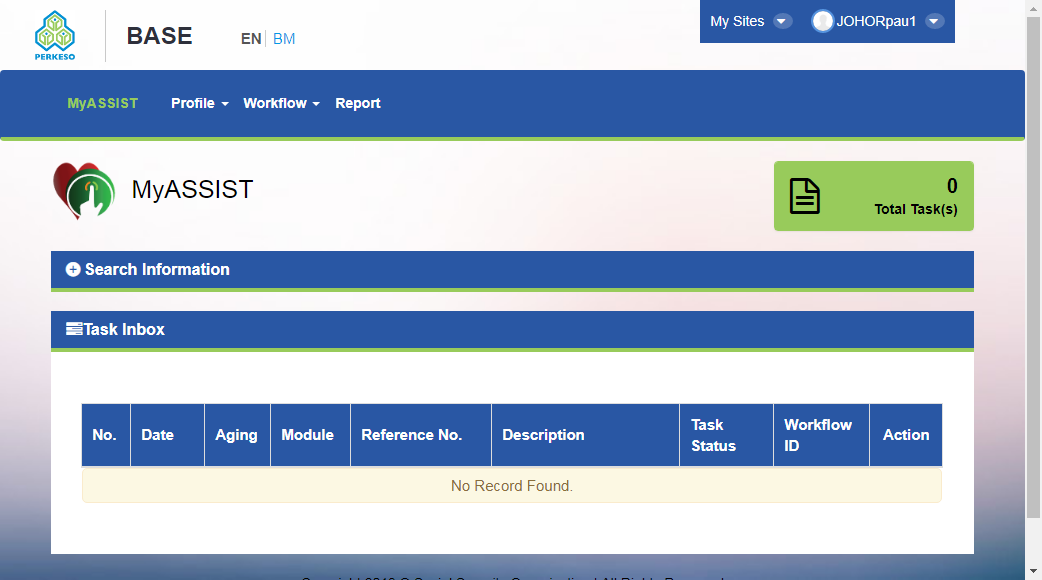 PERKESO
BASE
EN | BM
My Sites
JOHORpau1
MyASSIST
Profile
Workflow
Report
MyASSIST
0
Total Task(s)
Search Information
Task Inbox
No.
Date
Aging
Module
Reference No.
Description
Task
Status
Workflow
ID
Action
No Record Found.